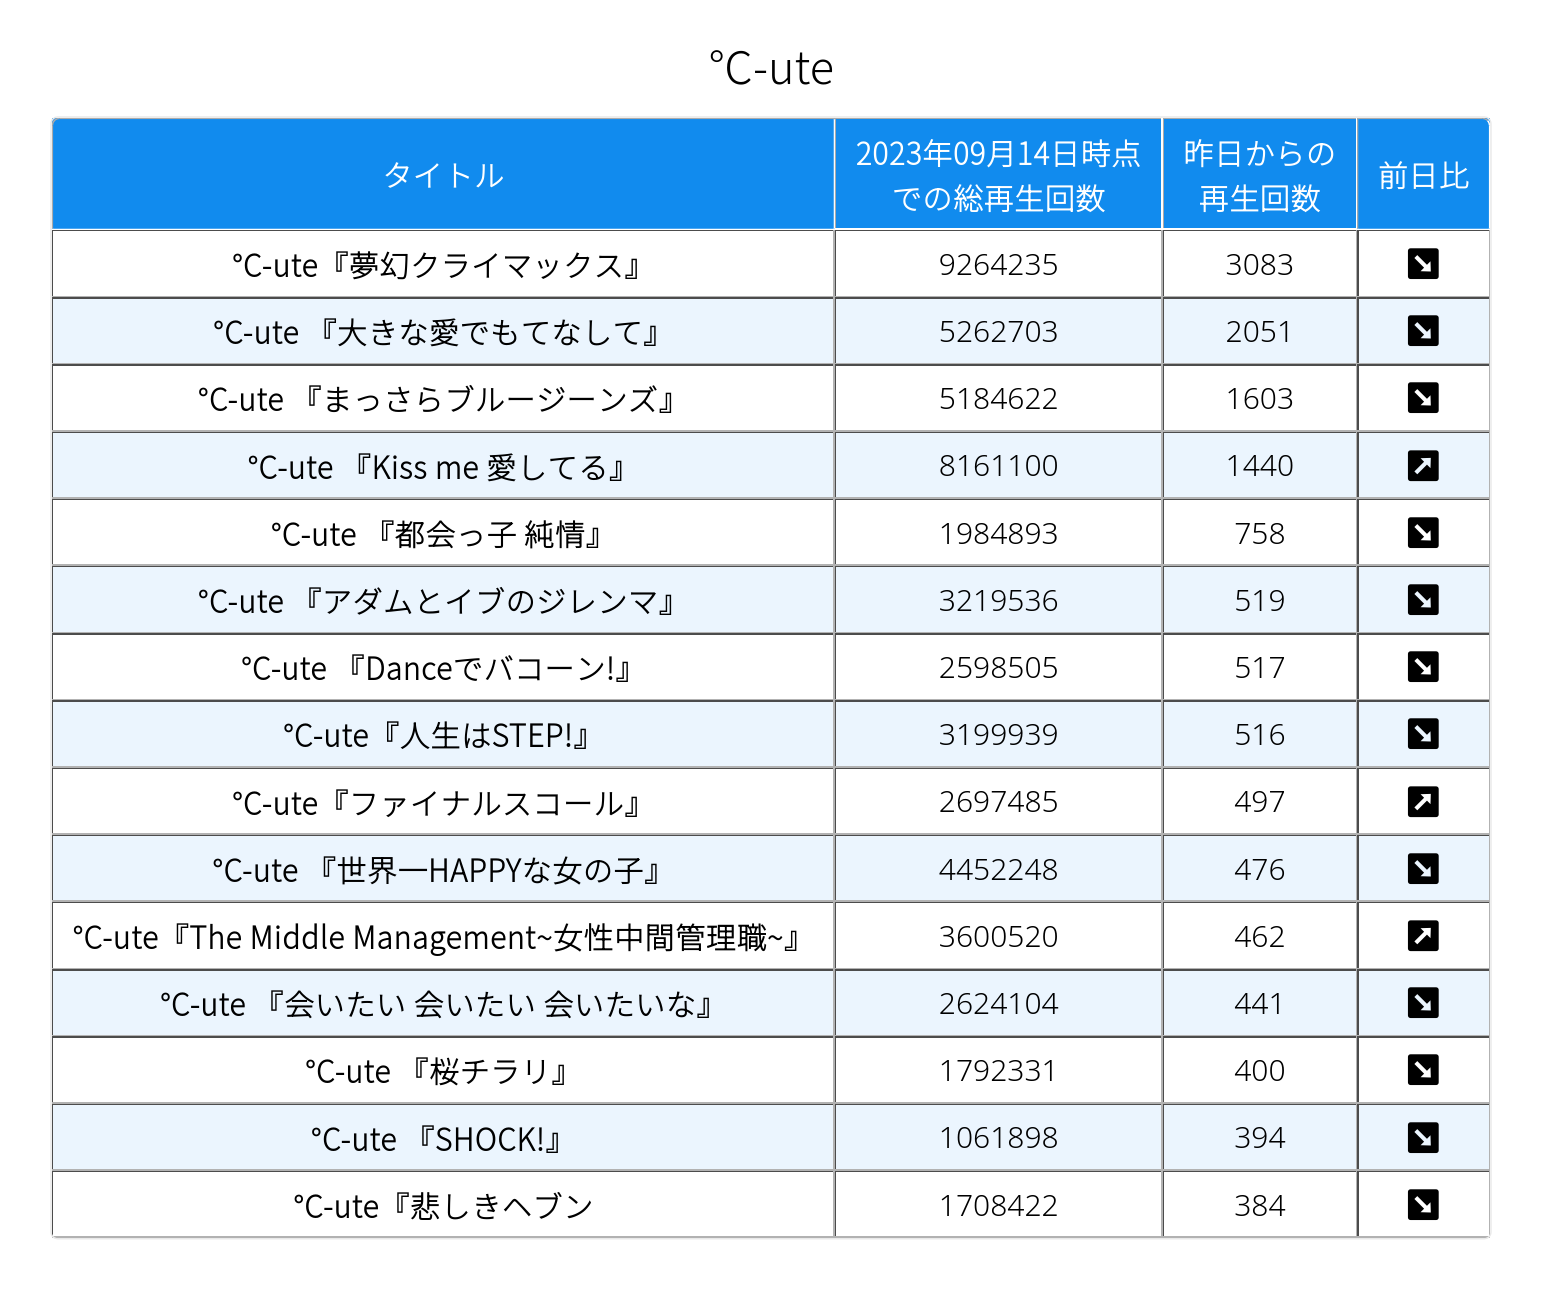 ℃-ute
タイトル
2023年09月14日時点
での総再生回数
昨日からの
再生回数
前日比
℃-ute『夢幻クライマックス』 9264235 3083 ↘
℃-ute 『大きな愛でもてなして』 5262703 2051 ↘
℃-ute 『まっさらブルージーンズ』 5184622 1603 ↘
℃-ute 『Kiss me 愛してる』 8161100 1440 ↗
℃-ute 『都会っ子 純情』 1984893 758 ↘
℃-ute 『アダムとイブのジレンマ』 3219536 519 ↘
℃-ute 『Danceでバコーン!』 2598505 517 ↘
℃-ute『人生はSTEP!』 3199939 516 ↘
℃-ute『ファイナルスコール』 2697485 497 ↗
℃-ute 『世界一HAPPYな女の子』 4452248 476 ↘
℃-ute『The Middle Management~女性中間管理職~』 3600520 462 ↗
℃-ute 『会いたい 会いたい 会いたいな』 2624104 441 ↘
℃-ute 『桜チラリ』 1792331 400 ↘
℃-ute 『SHOCK!』 1061898 394 ↘
℃-ute『悲しきヘブン 1708422 384 ↘